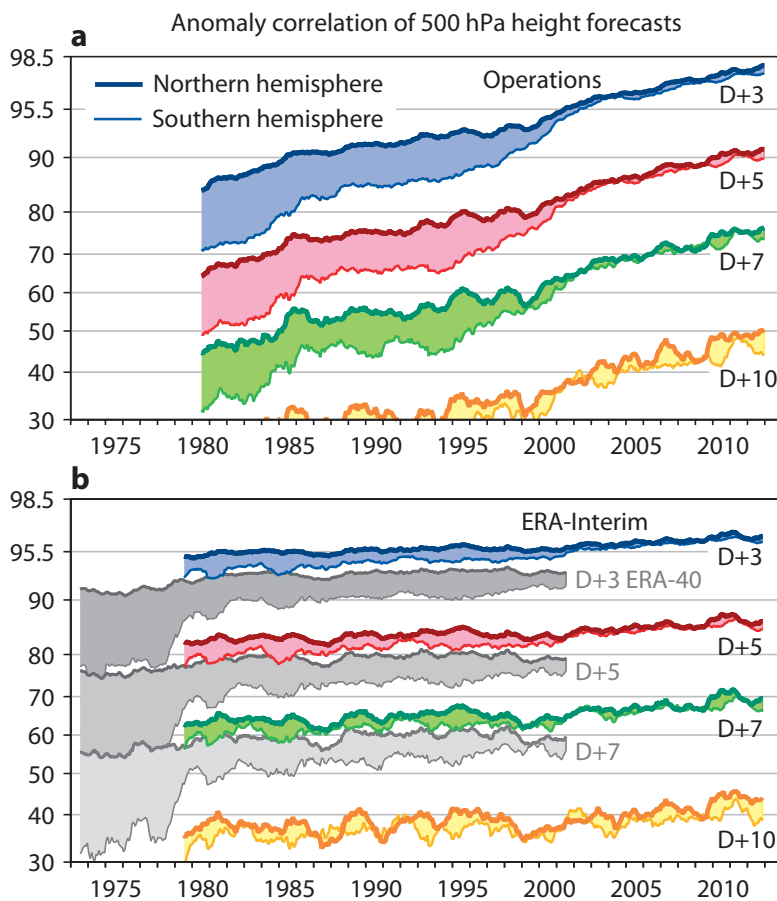 Anomaly correlation of 500 hPa height forecasts
a
98.5
Northern hemisphere
Operations
Southern hemisphere
D+3
95.5
90
D+5
80
70
D+7
60
50
40
D+10
30
1975 1980 1985 1990 1995 2000 2005 2010
b
98.5
ERA-Interim
95.5
D+3
D+3 ERA-40
90
80
D+5
D+5
70
D+7
60
D+7
50
40
D+10
30
1975 1980 1985 1990 1995 2000 2005 2010